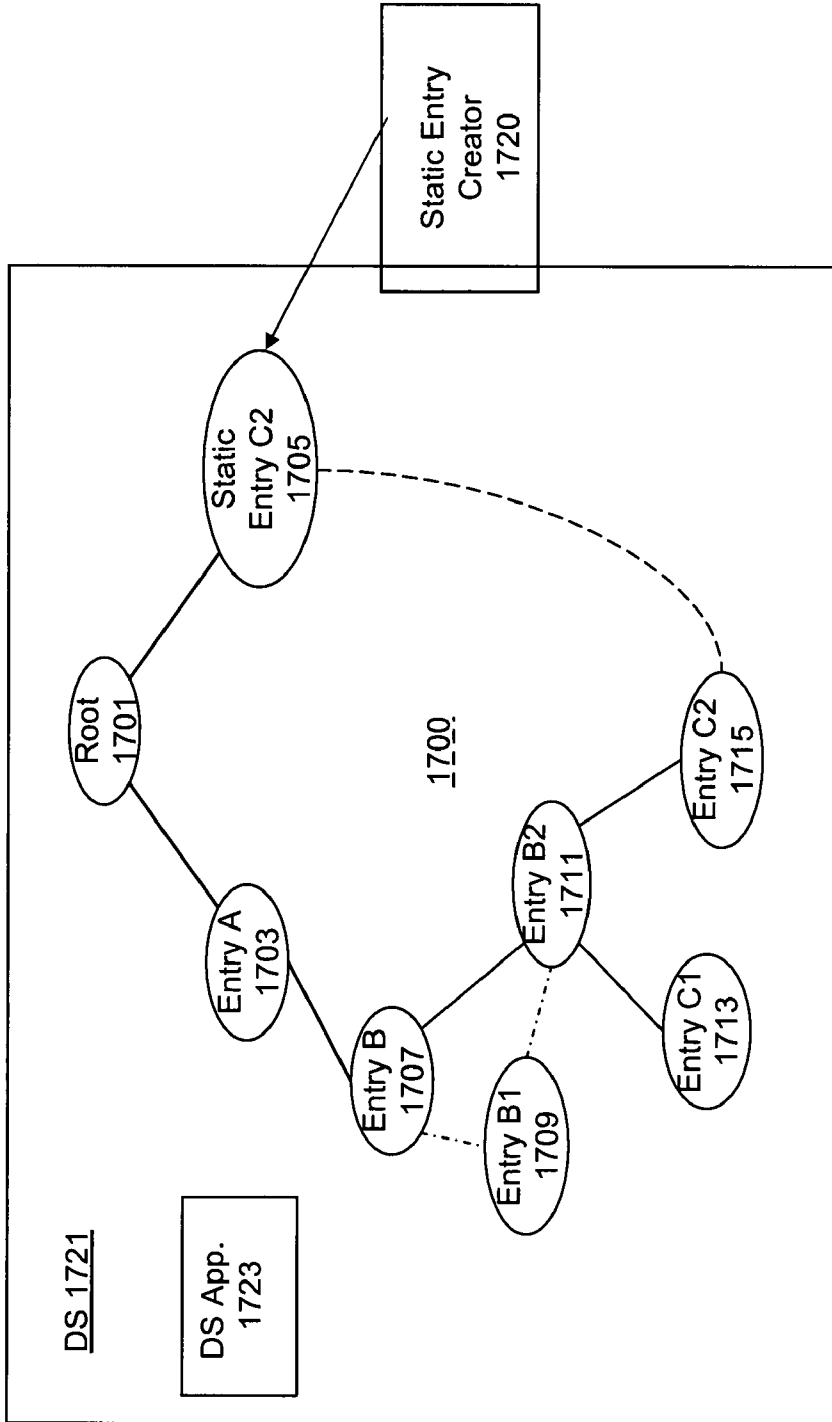 DS 1721
DS App.
1723
Root
1701
Entry A
1703
Static
Entry C2
1705
Static Entry
Creator
1720
Entry B
1707
1700
Entry B1
1709
Entry B2
1711
Entry C1
1713
Entry C2
1715